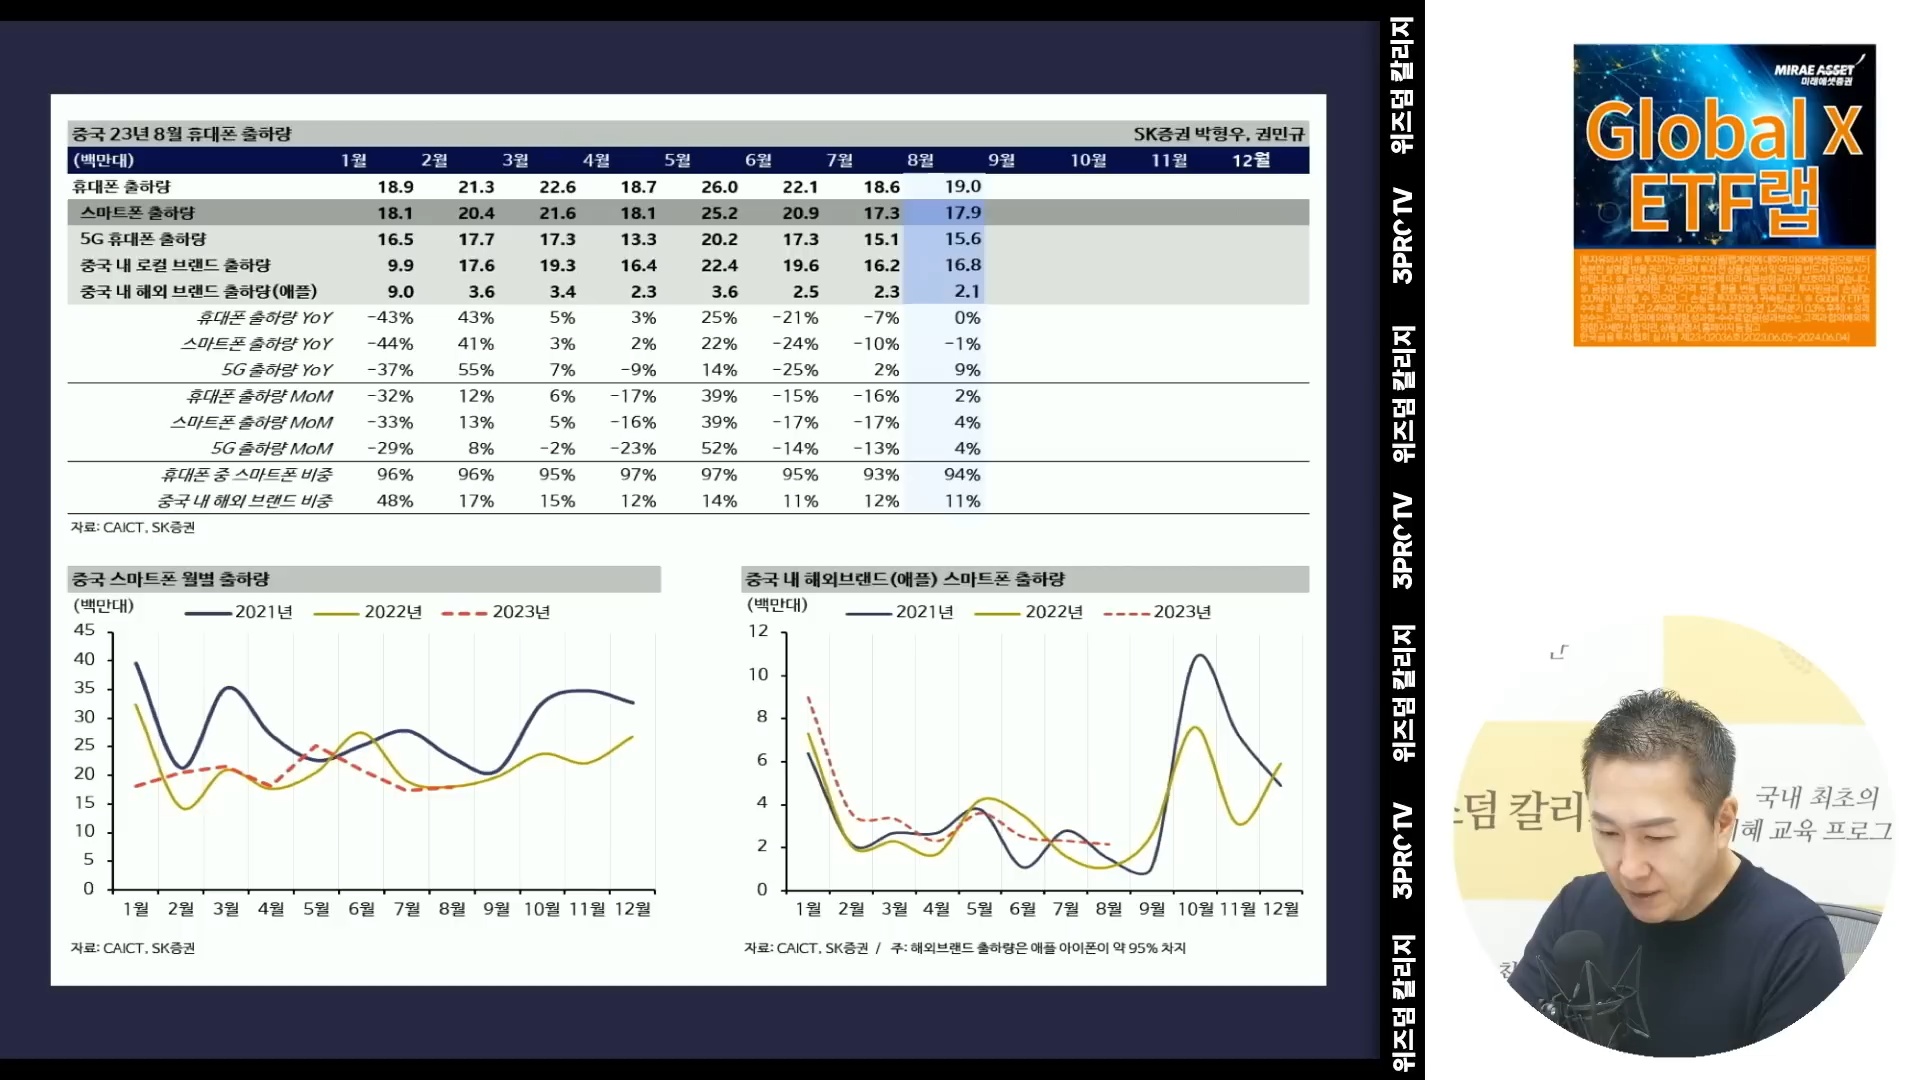 중국 23년 8월 휴대폰 출하량 SK증권 박형우, 권민규
(백만대) 1월 2월 3월 4월 5월 6월 7월 8월 9월 10월 11월 12월
휴대폰 출하량 18.9 21.3 22.6 18.7 26.0 22.1 18.6 19.0
스마트폰 출하량 18.1 20.4 21.6 18.1 25.2 20.9 17.3 17.9
5G 휴대폰 출하량 16.5 17.7 17.3 13.3 20.2 17.3 15.1 15.6
중국 내 로컬 브랜드 출하량 9.9 17.6 19.3 16.4 22.4 19.6 16.2 16.8
중국 내 해외 브랜드 출하량(애플) 9.0 3.6 3.4 2.3 3.6 2.5 2.3 2.1
휴대폰 출하량 YoY -43% 43% 5% 3% 25% -21% -7% 0%
스마트폰 출하량 YoY -44% 41% 3% 2% 22% -24% -10% -1%
5G 출하량 YoY -37% 55% 7% -9% 14% -25% 2% 9%
휴대폰 출하량 MoM -32% 12% 6% -17% 39% -15% -16% 2%
스마트폰 출하량 MoM -33% 13% 5% -16% 39% -17% -17% 4%
5G 출하량 MoM -29% 8% -2% -23% 52% -14% -13% 4%
휴대폰 중 스마트폰 비중 96% 96% 95% 97% 97% 95% 93% 94%
중국 내 해외 브랜드 비중 48% 17% 15% 12% 14% 11% 12% 11%
자료: CAICT, SK증권
중국 스마트폰 월별 출하량
(백만대)
2021년 2022년 2023년
45
40
35
30
25
20
15
10
5
0
1월 2월 3월 4월 5월 6월 7월 8월 9월 10월 11월 12월
자료: CAICT, SK증권
중국 내 해외브랜드(애플) 스마트폰 출하량
(백만대)
2021년 2022년 2023년
12
10
8
6
4
2
0
1월 2월 3월 4월 5월 6월 7월 8월 9월 10월 11월 12월
자료: CAICT, SK증권 / 주: 해외브랜드 출하량은 애플 아이폰이 약 95% 차지
위즈덤 칼리지
3PROTV
위즈덤 칼리지
3PROTV
위즈덤 칼리지
3PROTV
위즈덤 칼리지
MIRAE ASSET
미래에셋증권
Global X
ETF랩
덤 칼리
국내 최초의
혜 교육 프로그